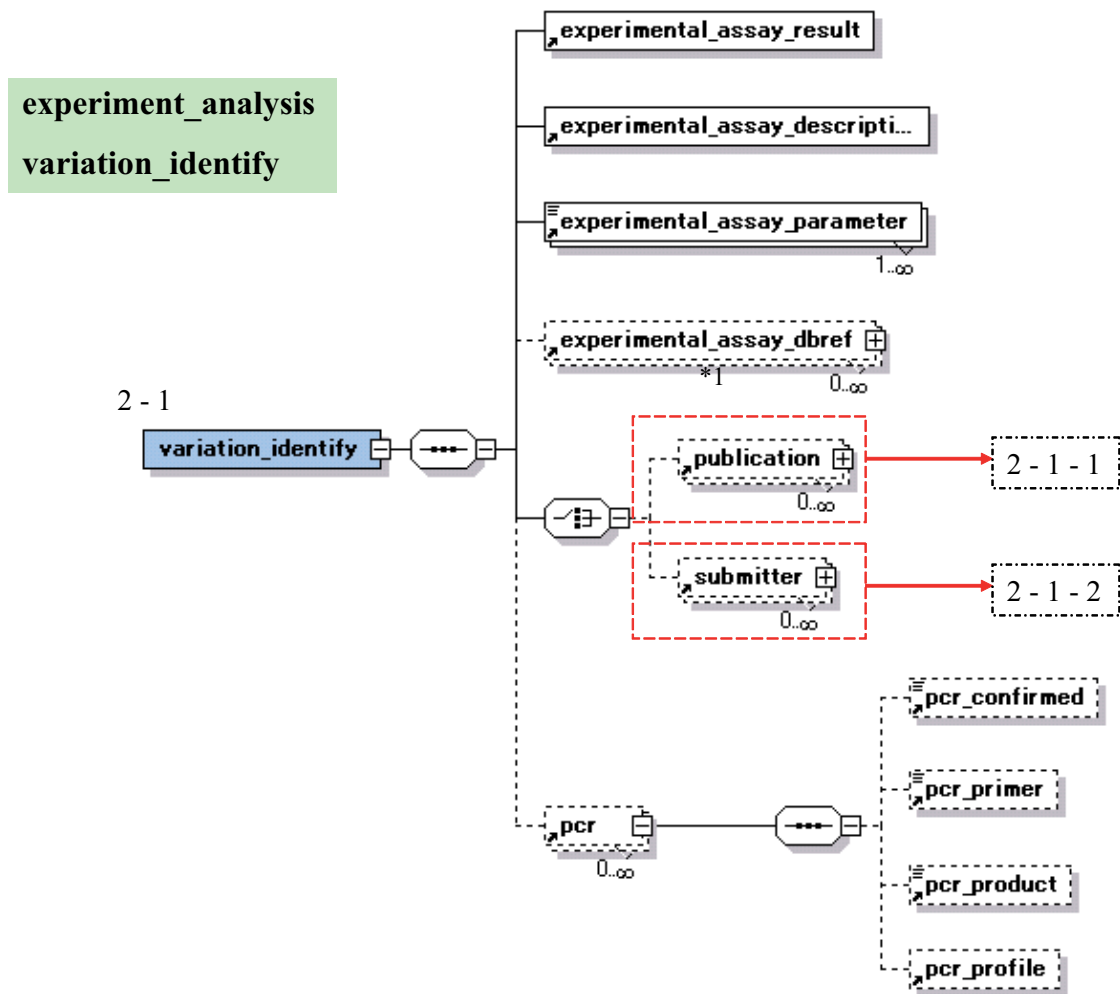 experiment_analysis
variation_identify
experimental_assay_result
experimental_assay_descripti...
experimental_assay_parameter
1..∞
experimental_assay_dbref
*1
0..∞
2 - 1
variation_identify
publication
0..∞
2 - 1 - 1
submitter
0..∞
2 - 1 - 2
pcr
0..∞
pcr_confirmed
pcr_primer
pcr_product
pcr_profile